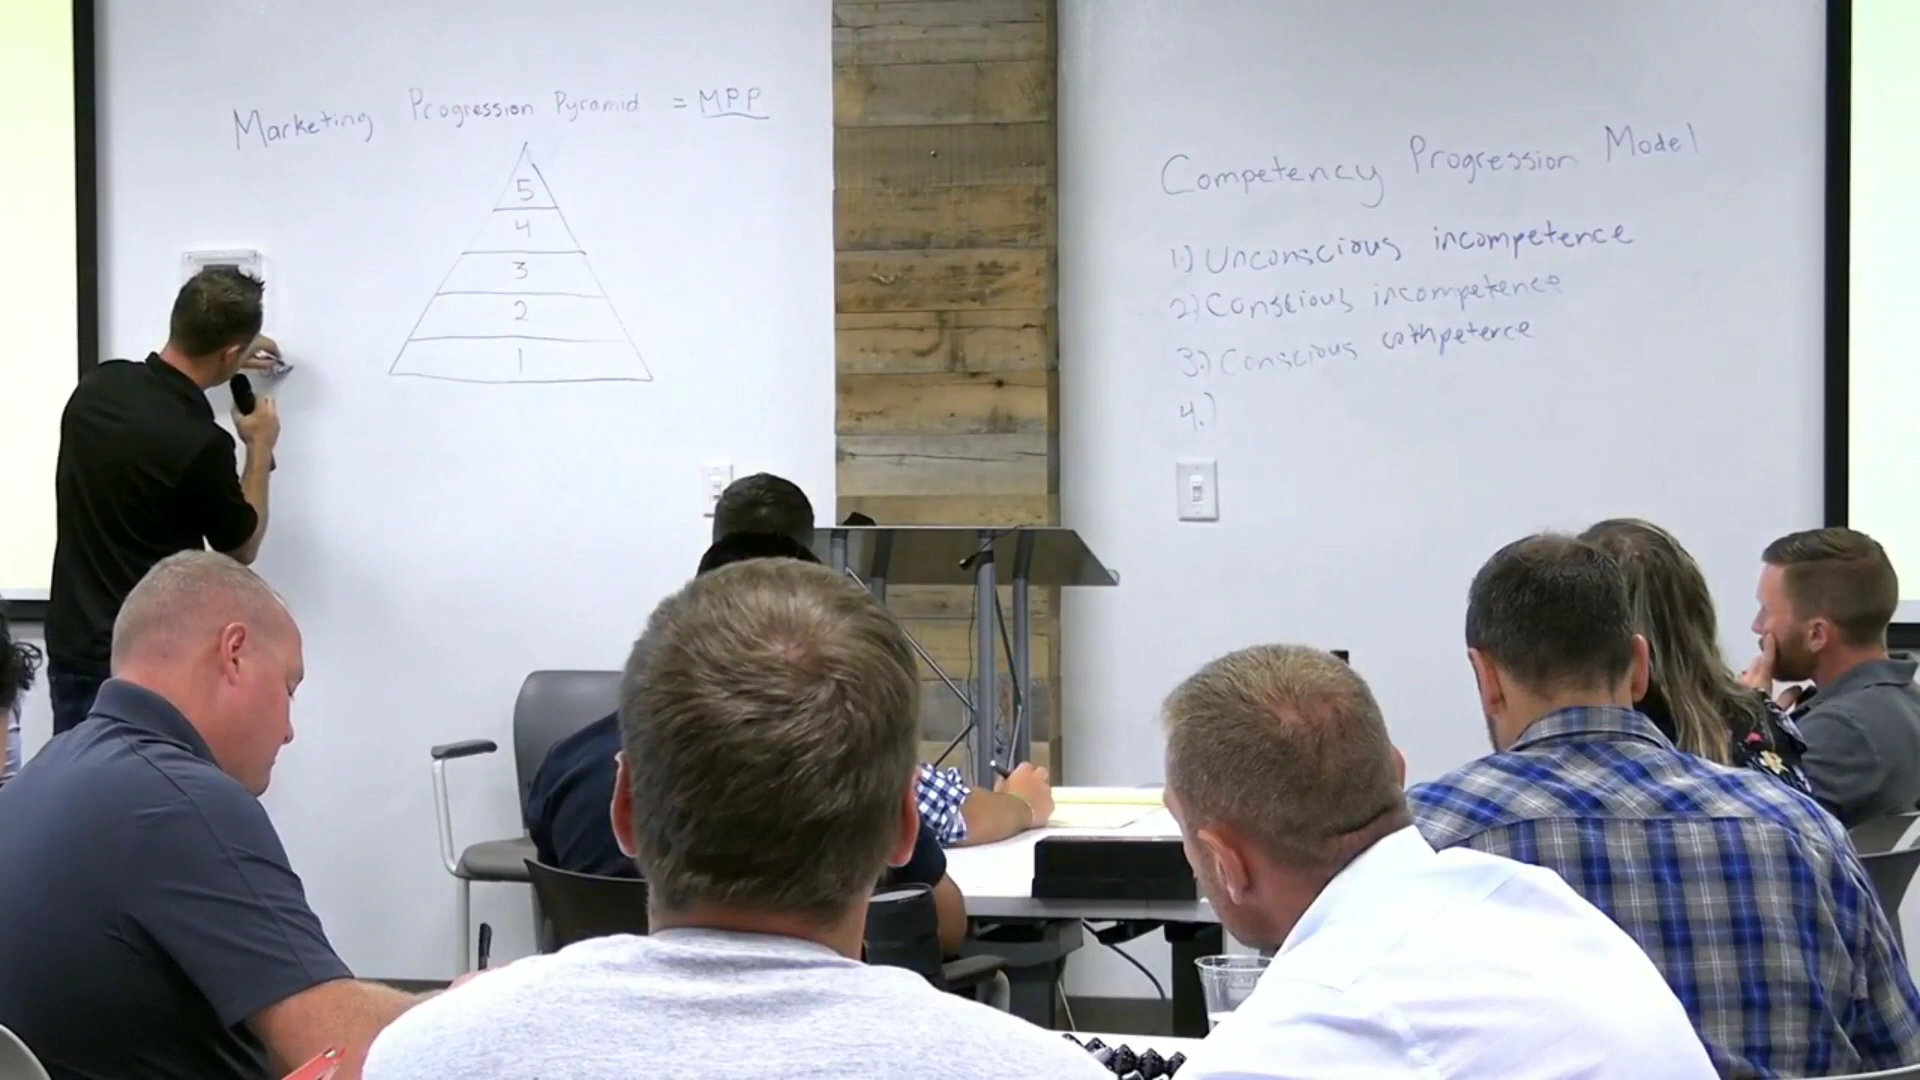 Marketing Progression Pyramid = MPP
5
4
3
2
1
Competency Progression Model
1.) Unconscious incompetence
2.) Conscious incompetence
3.) Conscious competence
4.)